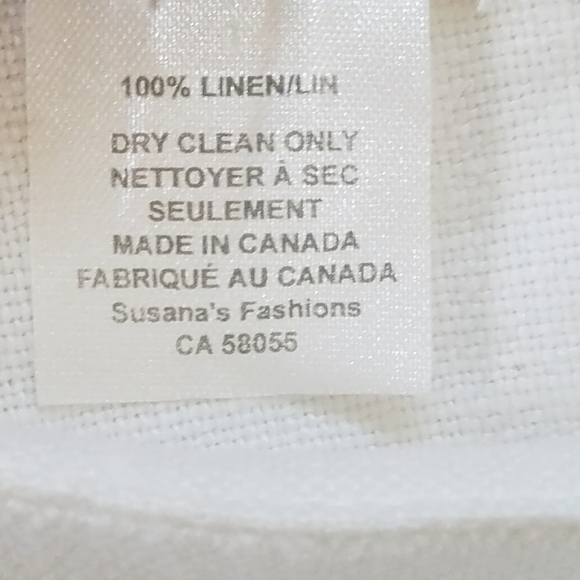 100% LINEN/LIN
DRY CLEAN ONLY
NETTOYER À SEC
SEULEMENT
MADE IN CANADA
FABRIQUÉ AU CANADA
Susana's Fashions
CA 58055